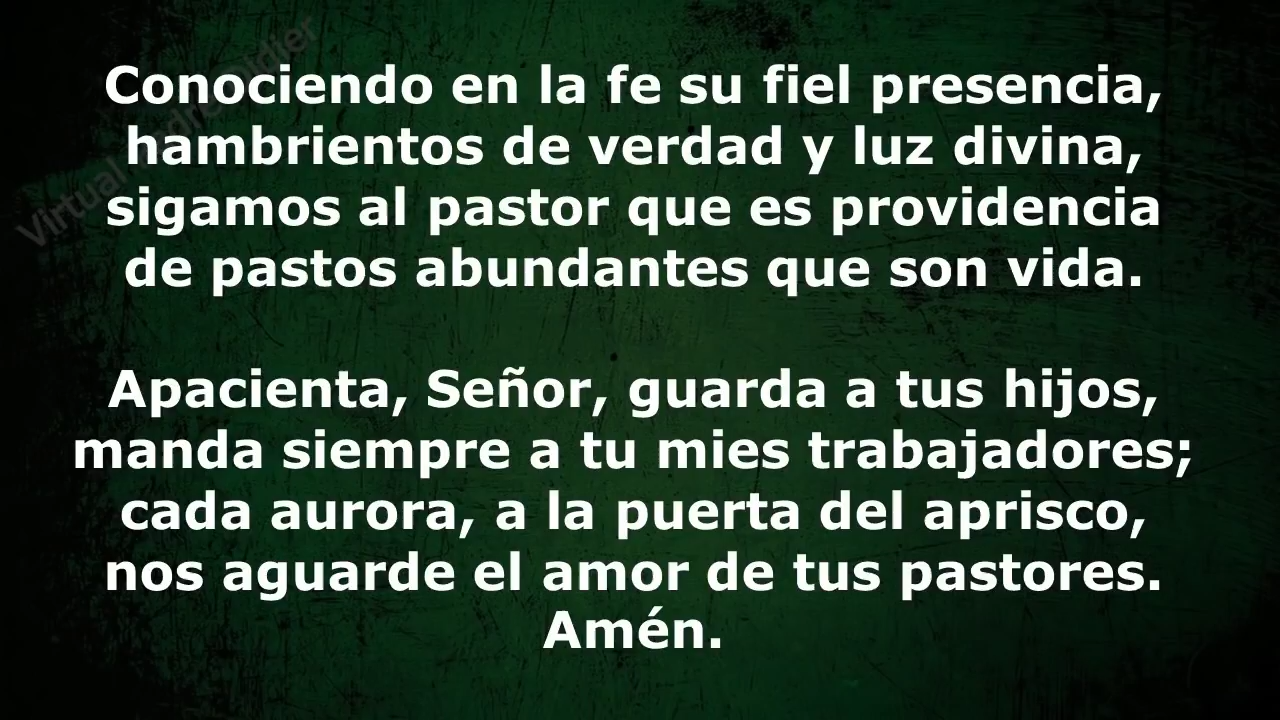 Conociendo en la fe su fiel presencia,
hambrientos de verdad y luz divina,
sigamos al pastor que es providencia
de pastos abundantes que son vida.
Apacienta, Señor, guarda a tus hijos,
manda siempre a tu mies trabajadores;
cada aurora, a la puerta del aprisco,
nos aguarde el amor de tus pastores.
Amén.
Virtual